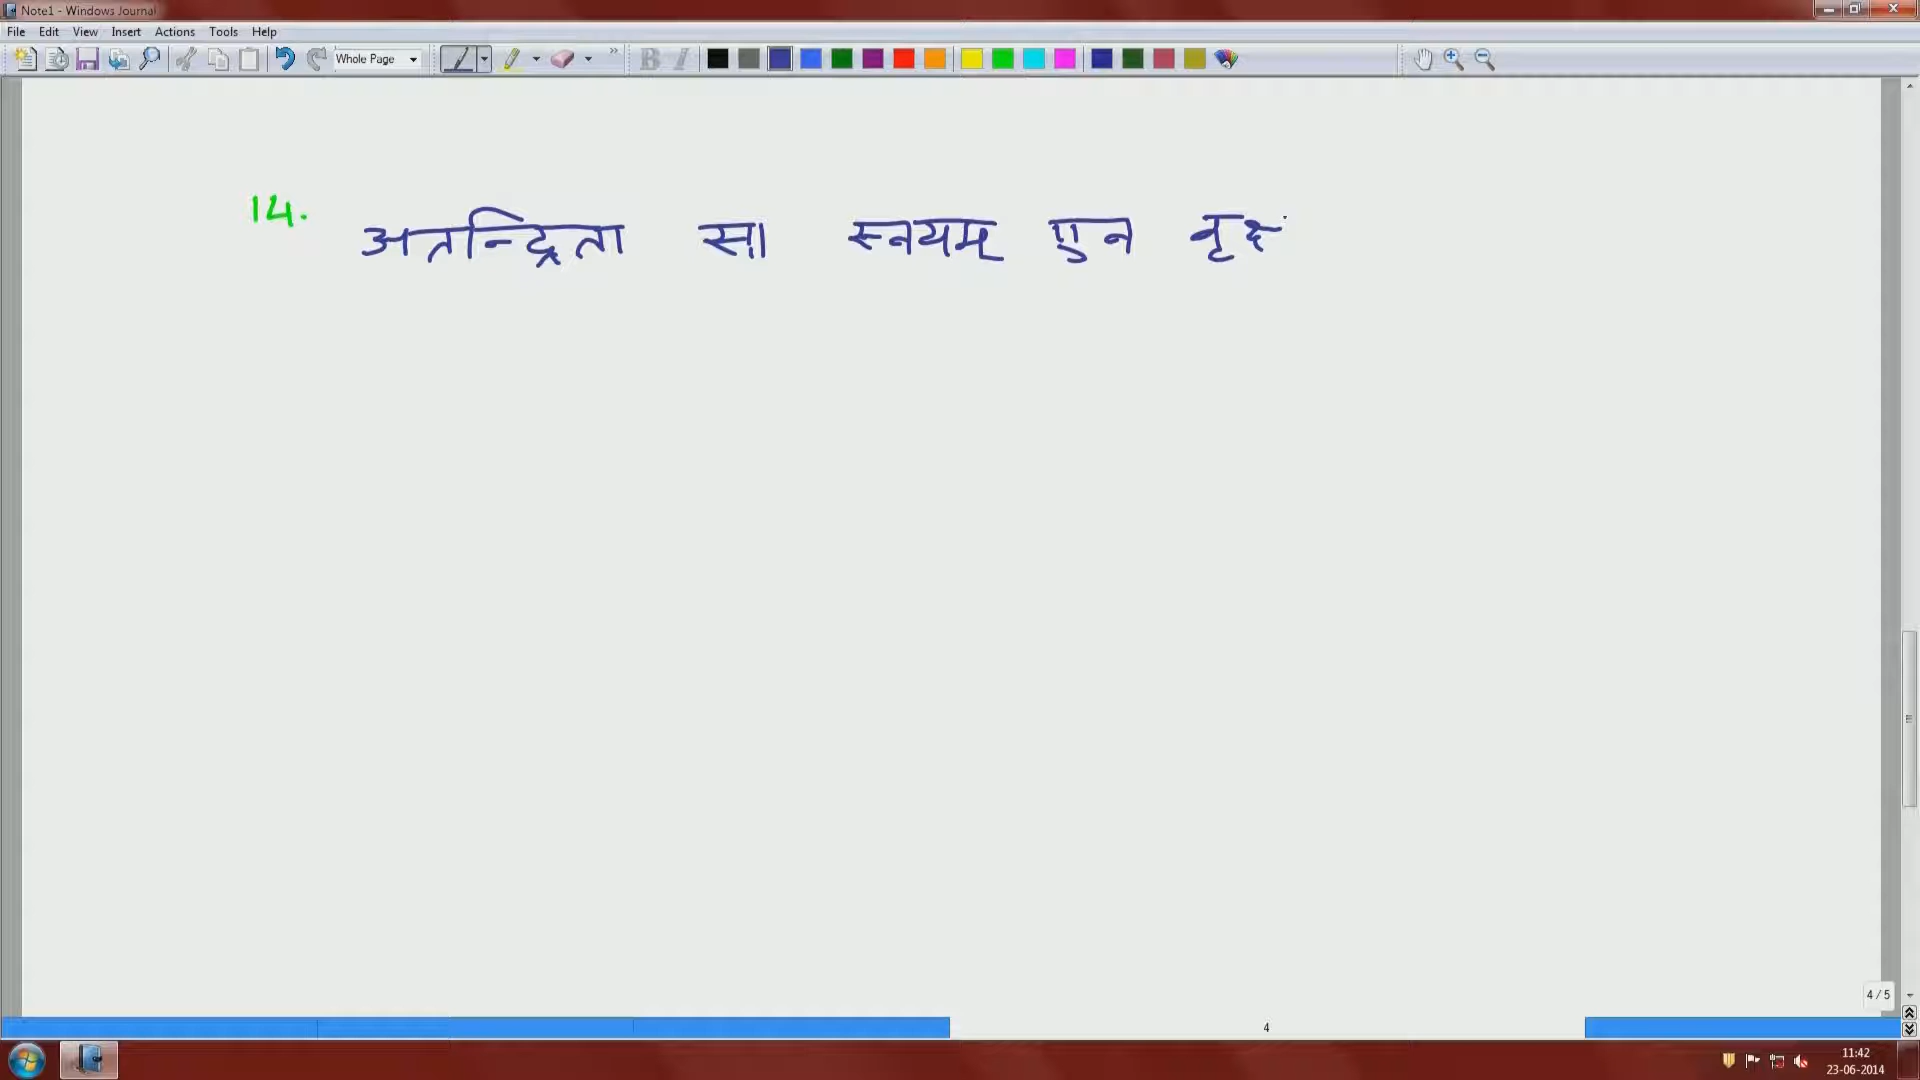 Note1 - Windows Journal
File Edit View Insert Actions Tools Help
Whole Page
14. अतन्द्रिता सा स्वयम् एव वृक्ष
4 / 5
4
11:42
23-06-2014